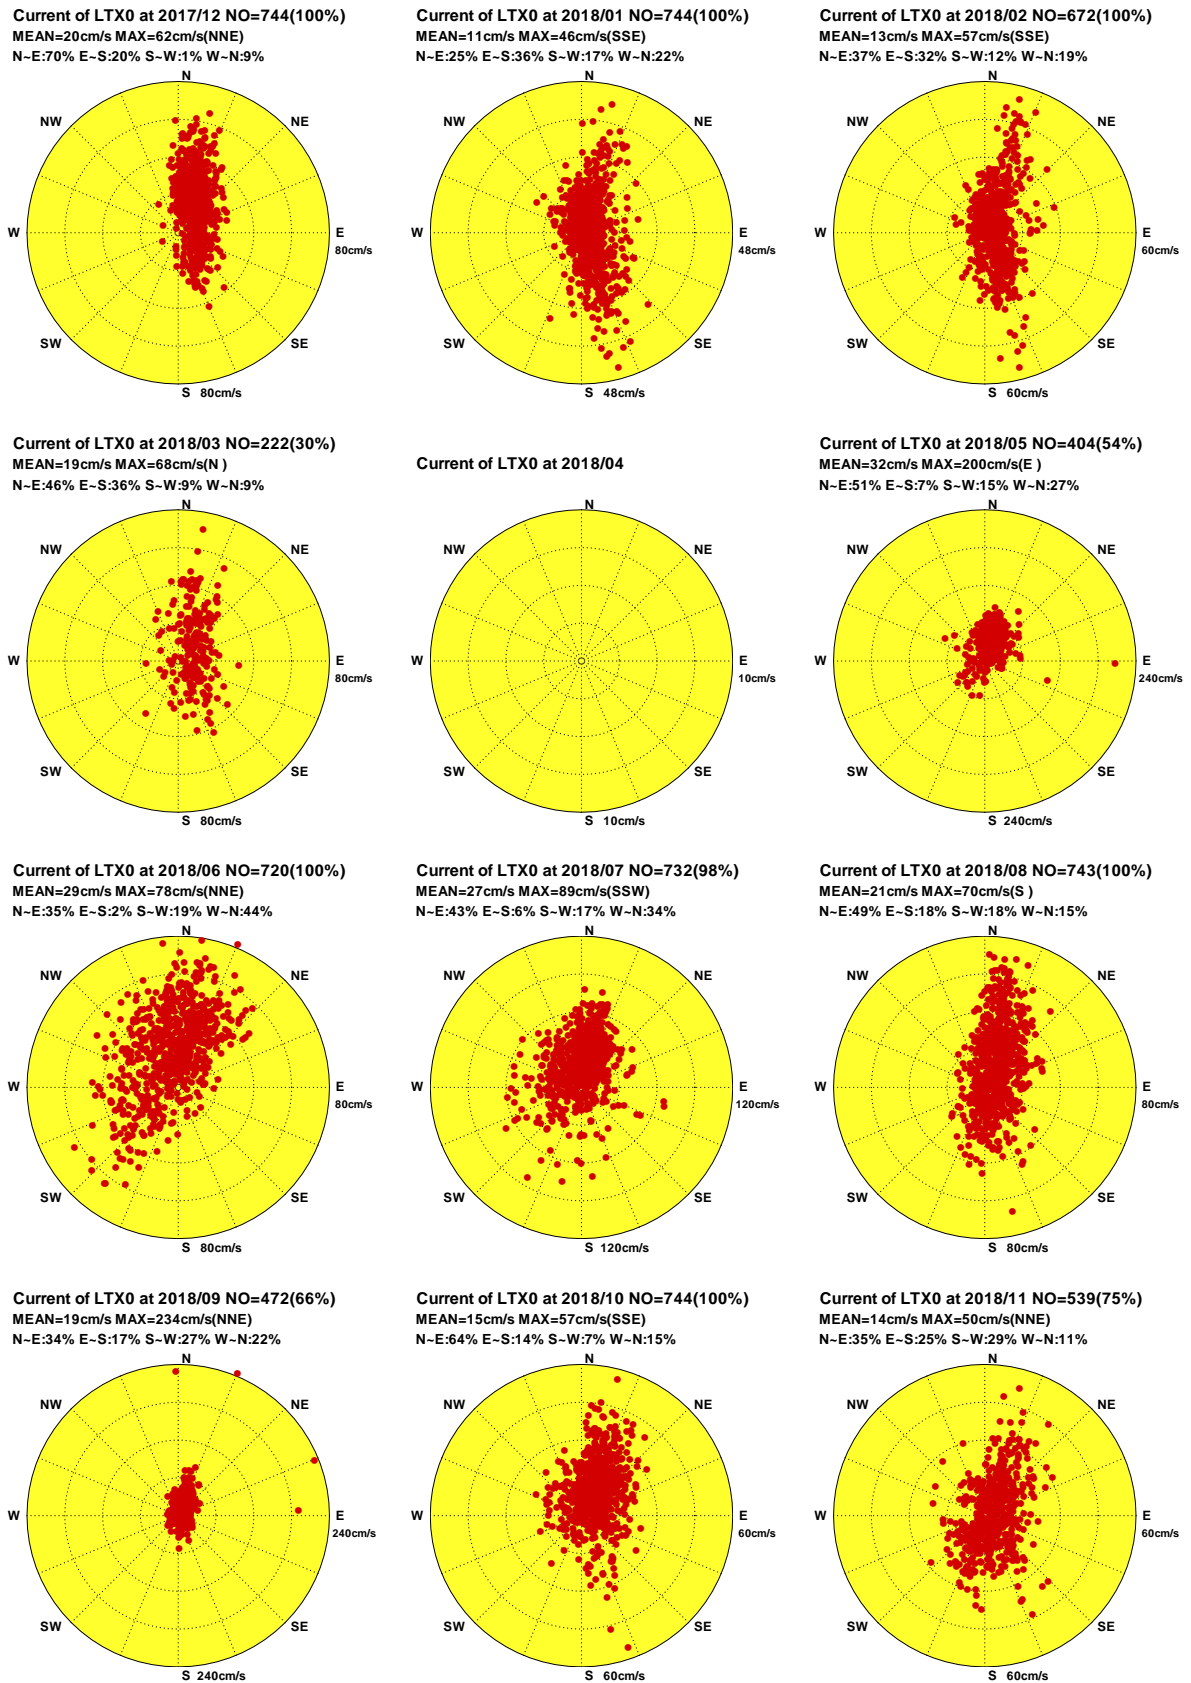 Current of LTX0 at 2017/12 NO=744(100%)
MEAN=20cm/s MAX=62cm/s(NNE)
N~E:70% E~S:20% S~W:1% W~N:9%
N
NW
NE
W
E
80cm/s
SW
SE
S 80cm/s
Current of LTX0 at 2018/01 NO=744(100%)
MEAN=11cm/s MAX=46cm/s(SSE)
N~E:25% E~S:36% S~W:17% W~N:22%
N
NW
NE
W
E
48cm/s
SW
SE
S 48cm/s
Current of LTX0 at 2018/02 NO=672(100%)
MEAN=13cm/s MAX=57cm/s(SSE)
N~E:37% E~S:32% S~W:12% W~N:19%
N
NW
NE
W
E
60cm/s
SW
SE
S 60cm/s
Current of LTX0 at 2018/03 NO=222(30%)
MEAN=19cm/s MAX=68cm/s(N )
N~E:46% E~S:36% S~W:9% W~N:9%
N
NW
NE
W
E
80cm/s
SW
SE
S 80cm/s
Current of LTX0 at 2018/04
N
NW
NE
W
E
10cm/s
SW
SE
S 10cm/s
Current of LTX0 at 2018/05 NO=404(54%)
MEAN=32cm/s MAX=200cm/s(E )
N~E:51% E~S:7% S~W:15% W~N:27%
N
NW
NE
W
E
240cm/s
SW
SE
S 240cm/s
Current of LTX0 at 2018/06 NO=720(100%)
MEAN=29cm/s MAX=78cm/s(NNE)
N~E:35% E~S:2% S~W:19% W~N:44%
N
NW
NE
W
E
80cm/s
SW
SE
S 80cm/s
Current of LTX0 at 2018/07 NO=732(98%)
MEAN=27cm/s MAX=89cm/s(SSW)
N~E:43% E~S:6% S~W:17% W~N:34%
N
NW
NE
W
E
120cm/s
SW
SE
S 120cm/s
Current of LTX0 at 2018/08 NO=743(100%)
MEAN=21cm/s MAX=70cm/s(S )
N~E:49% E~S:18% S~W:18% W~N:15%
N
NW
NE
W
E
80cm/s
SW
SE
S 80cm/s
Current of LTX0 at 2018/09 NO=472(66%)
MEAN=19cm/s MAX=234cm/s(NNE)
N~E:34% E~S:17% S~W:27% W~N:22%
N
NW
NE
W
E
240cm/s
SW
SE
S 240cm/s
Current of LTX0 at 2018/10 NO=744(100%)
MEAN=15cm/s MAX=57cm/s(SSE)
N~E:64% E~S:14% S~W:7% W~N:15%
N
NW
NE
W
E
60cm/s
SW
SE
S 60cm/s
Current of LTX0 at 2018/11 NO=539(75%)
MEAN=14cm/s MAX=50cm/s(NNE)
N~E:35% E~S:25% S~W:29% W~N:11%
N
NW
NE
W
E
60cm/s
SW
SE
S 60cm/s